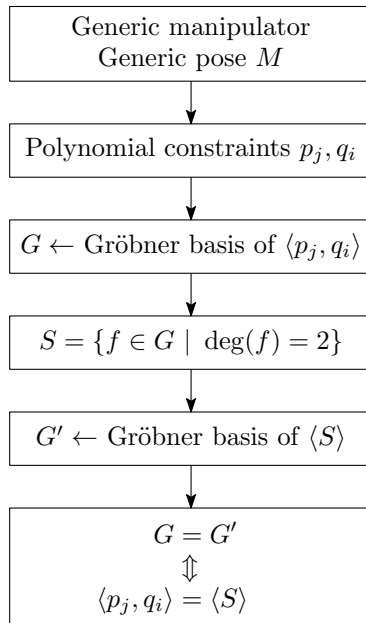 Generic manipulator
Generic pose M
Polynomial constraints p_j, q_i
G ← Gröbner basis of ⟨p_j, q_i⟩
S = {f ∈ G | deg(f) = 2}
G′ ← Gröbner basis of ⟨S⟩
G = G′
⇕
⟨p_j, q_i⟩ = ⟨S⟩